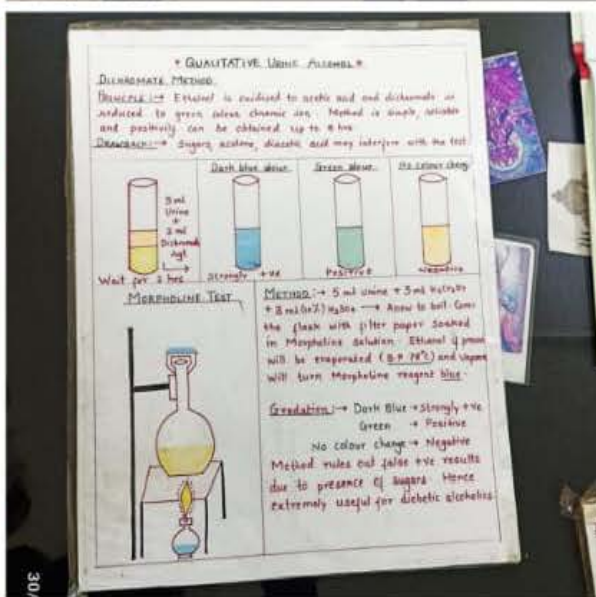 * QUALITATIVE URINE ALCOHOL *
DICHROMATE METHOD
PRINCIPLE :→ Ethanol is oxidised to acetic acid and dichromate is
reduced to green colour chromic ion. Method is simple, reliable
and positivity can be obtained up to 4 hrs
DRAWBACK :→ Sugars, acetone, diacetic acid may interfere with the test
5 ml
Urine
+
2 ml
Dichromate
Agt
Wait for 2 hrs
Dark blue colour
Strongly +ve
Green colour
Positive
No colour change
Negative
MORPHOLINE TEST
METHOD :→ 5 ml urine + 3 ml
+ 8 ml H2SO4 → Allow to boil Cover
the flask with filter paper soaked
in Morpholine solution. Ethanol if present
will be evaporated (B.P 78°C) and Vapours
will turn Morpholine reagent blue.
Gradation :→ Dark Blue → Strongly +ve
Green → Positive
No colour change → Negative
Method rules out false +ve results
due to presence of sugars Hence
extremely useful for diebetic alcoholics
30/